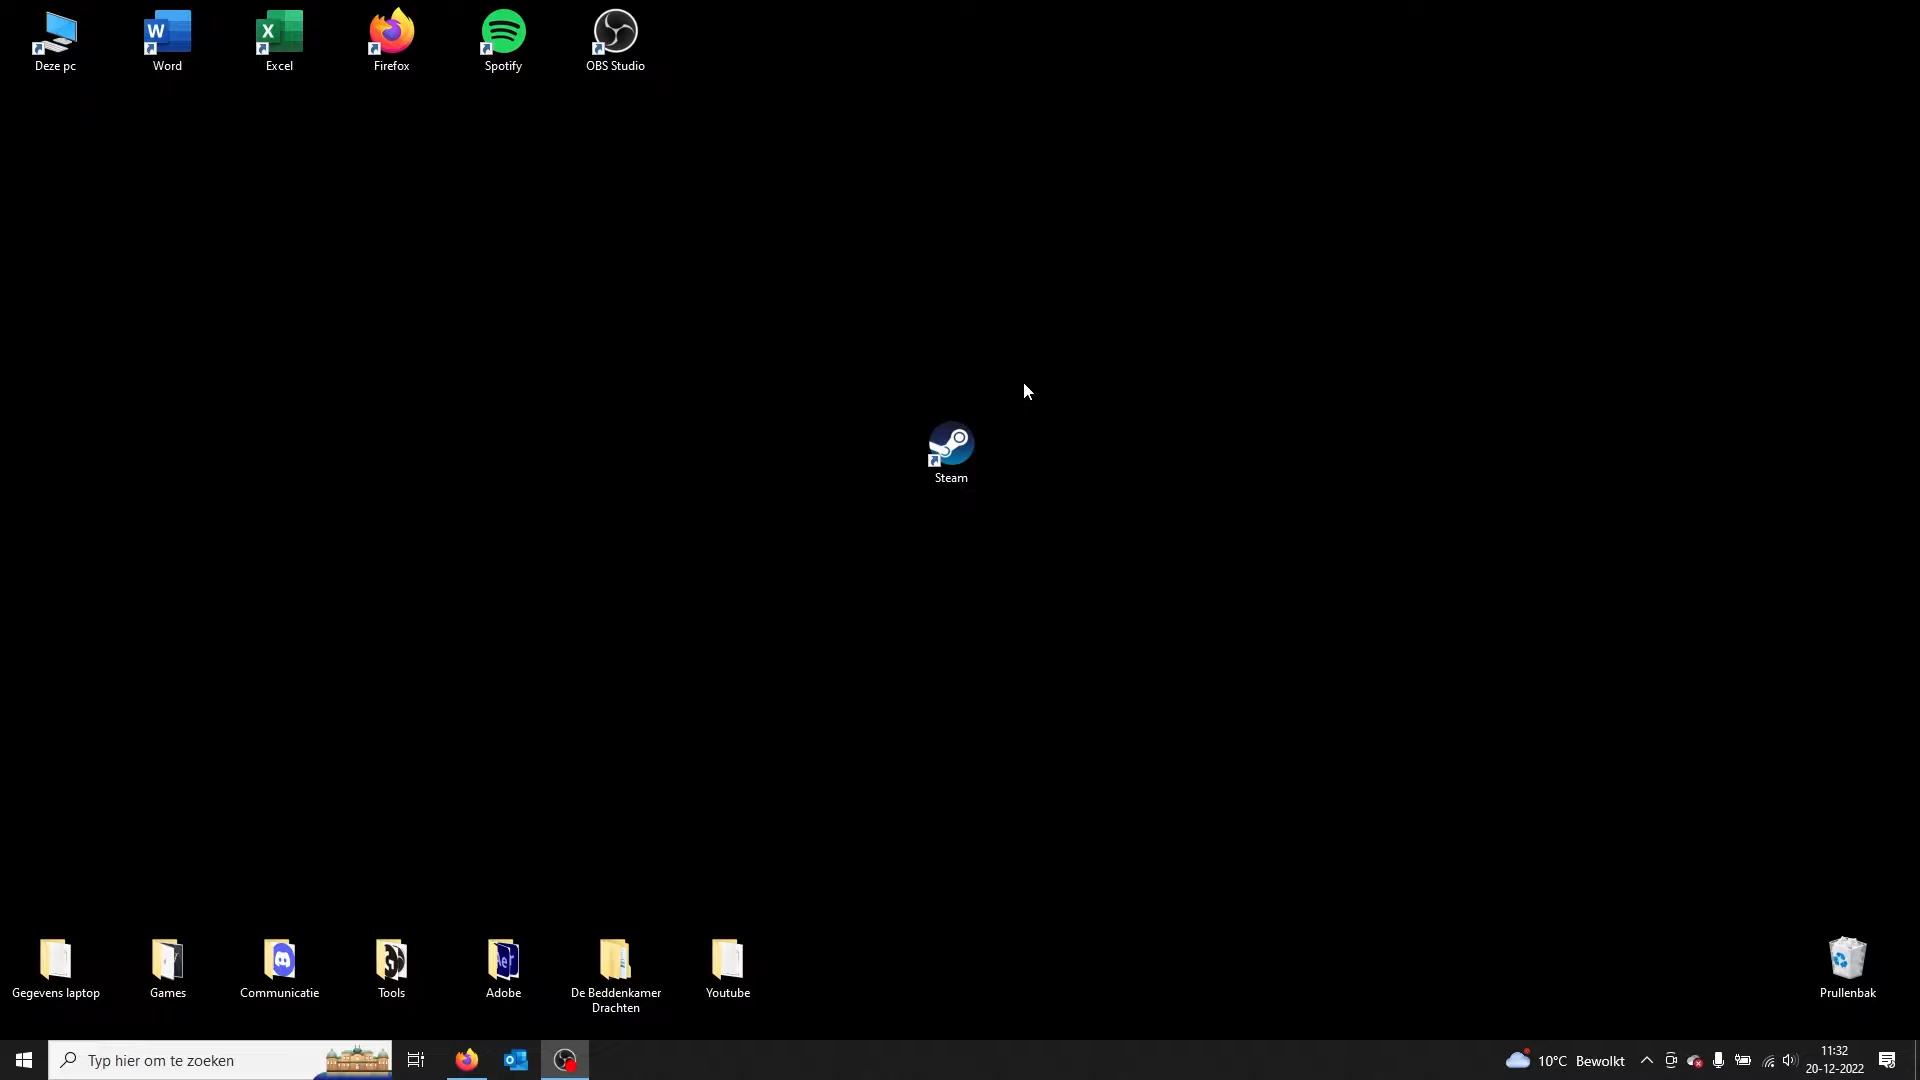 Deze pc
Word
Excel
Firefox
Spotify
OBS Studio
Steam
Gegevens laptop
Games
Communicatie
Tools
Adobe
De Beddenkamer
Drachten
Youtube
Prullenbak
Typ hier om te zoeken
10°C Bewolkt
11:32
20-12-2022